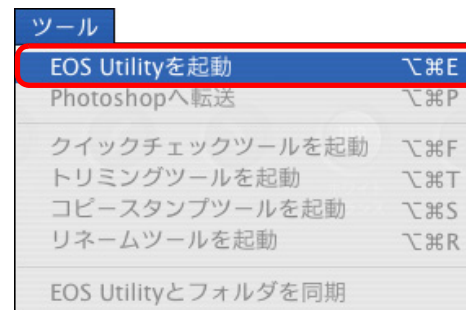 ツール
EOS Utilityを起動 ⌥⌘E
Photoshopへ転送 ⌥⌘P
クイックチェックツールを起動 ⌥⌘F
トリミングツールを起動 ⌥⌘T
コピースタンプツールを起動 ⌥⌘S
リネームツールを起動 ⌥⌘R
EOS Utilityとフォルダを同期